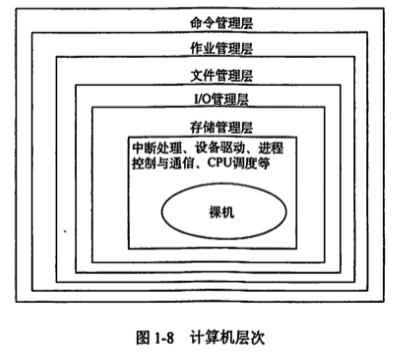 命令管理层
作业管理层
文件管理层
I/O管理层
存储管理层
中断处理、设备驱动、进程
控制与通信、CPU调度等
裸机
图 1-8 计算机层次